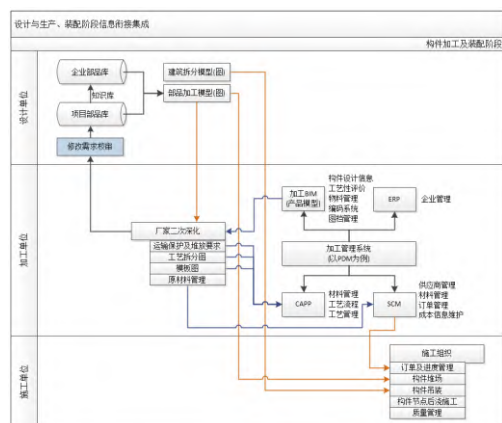 设计与生产、装配阶段信息衔接集成
构件加工及装配阶段
设计单位
企业部品库
知识库
项目部品库
修改需求核审
建筑拆分模型(图)
部品加工模型(图)
加工单位
厂家二次深化
运输保护及堆放要求
工艺拆分图
模板图
原材料管理
加工BIM
(产品模型)
构件设计信息
工艺性评价
物料管理
编码系统
图档管理
ERP
企业管理
加工管理系统
(以PDM为例)
CAPP
材料管理
工艺流程
工艺管理
SCM
供应商管理
材料管理
订单管理
成本信息维护
施工单位
施工组织
订单及进度管理
构件堆场
构件吊装
构件节点后浇施工
质量管理